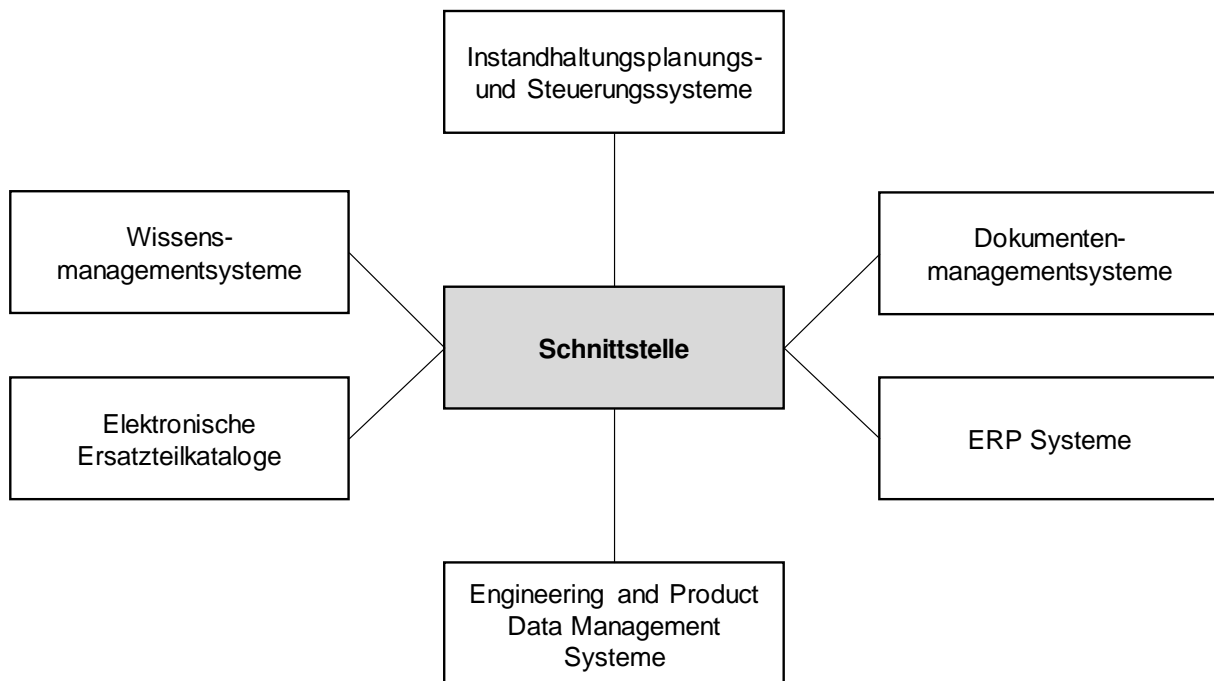 Instandhaltungsplanungs-
und Steuerungssysteme
Wissens-
managementsysteme
Dokumenten-
managementsysteme
Schnittstelle
Elektronische
Ersatzteilkataloge
ERP Systeme
Engineering and Product
Data Management
Systeme